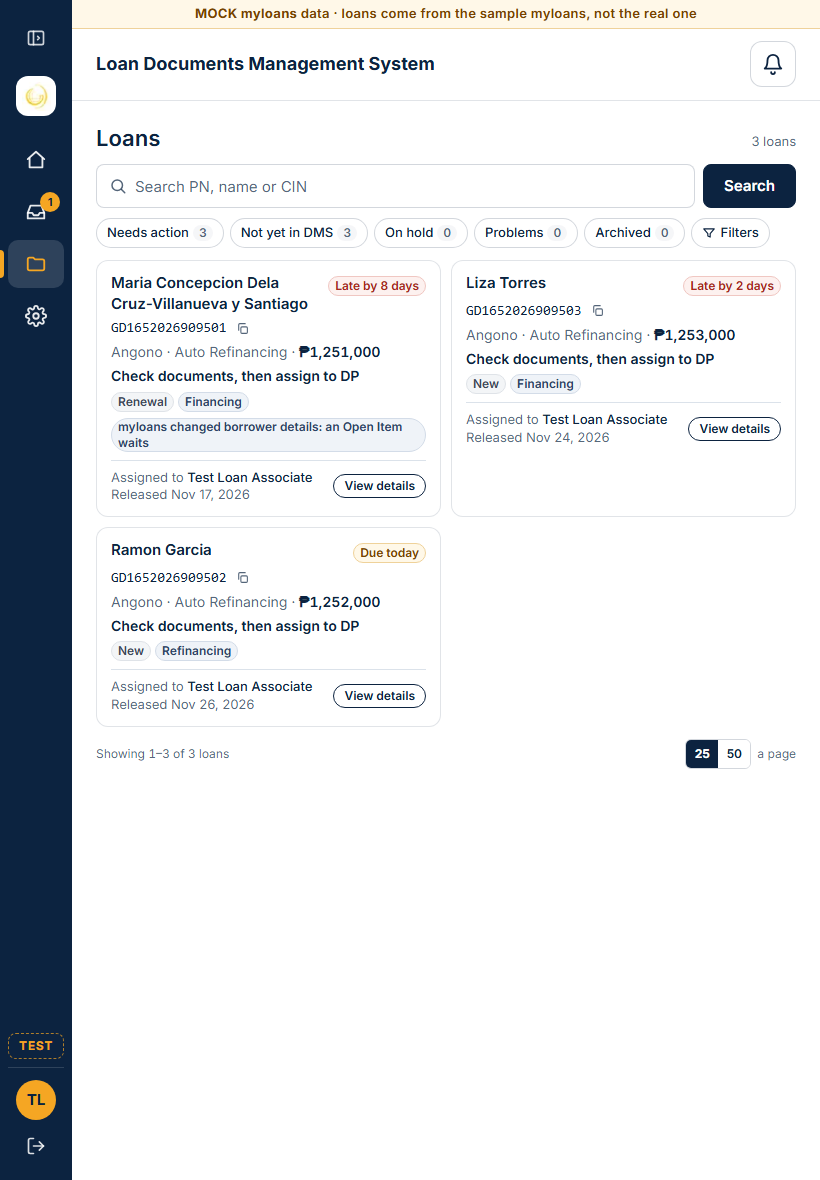 MOCK myloans data · loans come from the sample myloans, not the real one
Loan Documents Management System
1
Loans
3 loans
Search PN, name or CIN
Search
Needs action 3
Not yet in DMS 3
On hold 0
Problems 0
Archived 0
Filters
Maria Concepcion Dela
Cruz-Villanueva y Santiago
Late by 8 days
GD1652026909501
Angono · Auto Refinancing · ₱1,251,000
Check documents, then assign to DP
Renewal
Financing
myloans changed borrower details: an Open Item
waits
Assigned to Test Loan Associate
Released Nov 17, 2026
View details
Liza Torres
Late by 2 days
GD1652026909503
Angono · Auto Refinancing · ₱1,253,000
Check documents, then assign to DP
New
Financing
Assigned to Test Loan Associate
Released Nov 24, 2026
View details
Ramon Garcia
Due today
GD1652026909502
Angono · Auto Refinancing · ₱1,252,000
Check documents, then assign to DP
New
Refinancing
Assigned to Test Loan Associate
Released Nov 26, 2026
View details
Showing 1–3 of 3 loans
25 50 a page
TEST
TL